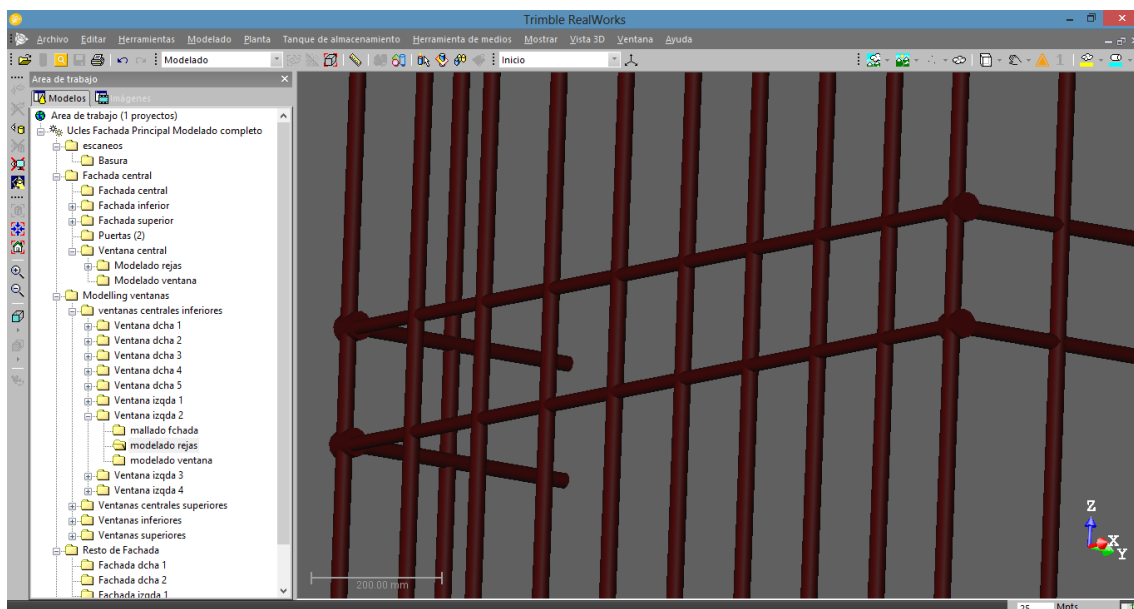 Trimble RealWorks
Archivo Editar Herramientas Modelado Planta Tanque de almacenamiento Herramienta de medios Mostrar Vista 3D Ventana Ayuda
Modelado Inicio 1
Area de trabajo
Modelos Imágenes
Area de trabajo (1 proyectos)
Ucles Fachada Principal Modelado completo
escaneos
Basura
Fachada central
Fachada central
Fachada inferior
Fachada superior
Puertas (2)
Ventana central
Modelado rejas
Modelado ventana
Modelling ventanas
ventanas centrales inferiores
Ventana dcha 1
Ventana dcha 2
Ventana dcha 3
Ventana dcha 4
Ventana dcha 5
Ventana izqda 1
Ventana izqda 2
mallado fchada
modelado rejas
modelado ventana
Ventana izqda 3
Ventana izqda 4
Ventanas centrales superiores
Ventanas inferiores
Ventanas superiores
Resto de Fachada
Fachada dcha 1
Fachada dcha 2
Fachada izqda 1
200.00 mm
Z
X
Y
25 Mpts